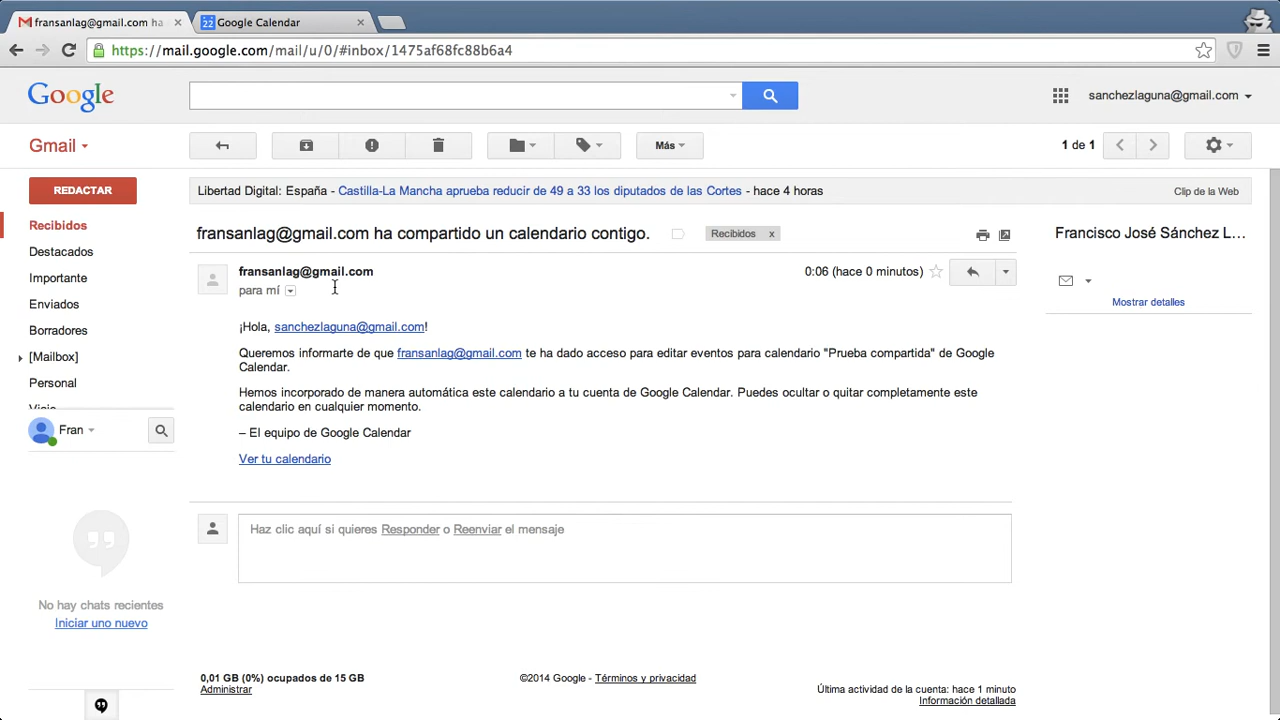 fransanlag@gmail.com ha
Google Calendar
https://mail.google.com/mail/u/0/#inbox/1475af68fc88b6a4
Google
sanchezlaguna@gmail.com
Gmail
Más
1 de 1
REDACTAR
Libertad Digital: España - Castilla-La Mancha aprueba reducir de 49 a 33 los diputados de las Cortes - hace 4 horas
Clip de la Web
Recibidos
Destacados
Importante
Enviados
Borradores
[Mailbox]
Personal
Fran
No hay chats recientes
Iniciar uno nuevo
fransanlag@gmail.com ha compartido un calendario contigo.
Recibidos x
fransanlag@gmail.com
0:06 (hace 0 minutos)
para mí
¡Hola, sanchezlaguna@gmail.com!
Queremos informarte de que fransanlag@gmail.com te ha dado acceso para editar eventos para calendario "Prueba compartida" de Google
Calendar.
Hemos incorporado de manera automática este calendario a tu cuenta de Google Calendar. Puedes ocultar o quitar completamente este
calendario en cualquier momento.
– El equipo de Google Calendar
Ver tu calendario
Haz clic aquí si quieres Responder o Reenviar el mensaje
Francisco José Sánchez L...
Mostrar detalles
0,01 GB (0%) ocupados de 15 GB
Administrar
©2014 Google - Términos y privacidad
Última actividad de la cuenta: hace 1 minuto
Información detallada